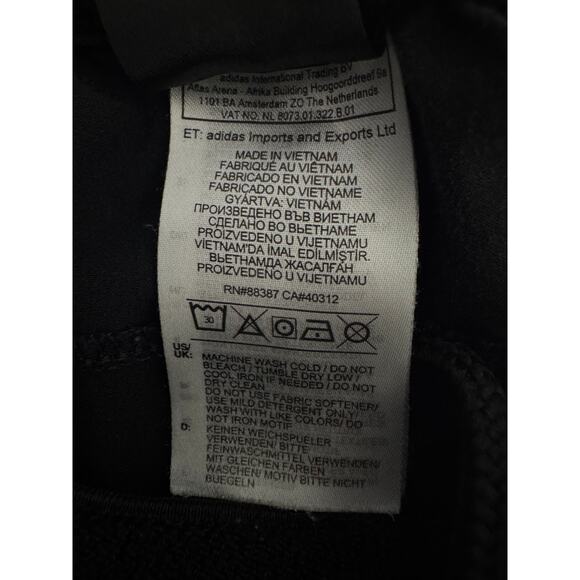 adidas International Trading BV
Atlas Arena - Afrika Building Hoogoorddreef 9a
1101 BA Amsterdam ZO The Netherlands
VAT NO: NL 8073.01.322.B.01
ET: adidas Imports and Exports Ltd
MADE IN VIETNAM
FABRIQUÉ AU VIÊTNAM
FABRICADO EN VIETNAM
FABRICADO NO VIETNAME
GYÁRTVA: VIETNÁM
ПРОИЗВЕДЕНО ВЪВ ВИЕТНАМ
СДЕЛАНО ВО ВЬЕТНАМЕ
PROIZVEDENO U VIJETNAMU
VİETNAM'DA İMAL EDİLMİŞTİR.
ВЬЕТНАМДА ЖАСАЛҒАН
PROIZVEDENO U VIJETNAMU
RN#88387 CA#40312
30
US/
UK: MACHINE WASH COLD / DO NOT
BLEACH / TUMBLE DRY LOW /
COOL IRON IF NEEDED / DO NOT
DRY CLEAN
DO NOT USE FABRIC SOFTENER/
USE MILD DETERGENT ONLY/
WASH WITH LIKE COLORS/ DO
NOT IRON MOTIF
D: KEINEN WEICHSPUELER
VERWENDEN/ BITTE
FEINWASCHMITTEL VERWENDEN/
MIT GLEICHEN FARBEN
WASCHEN/ MOTIV BITTE NICHT
BUEGELN